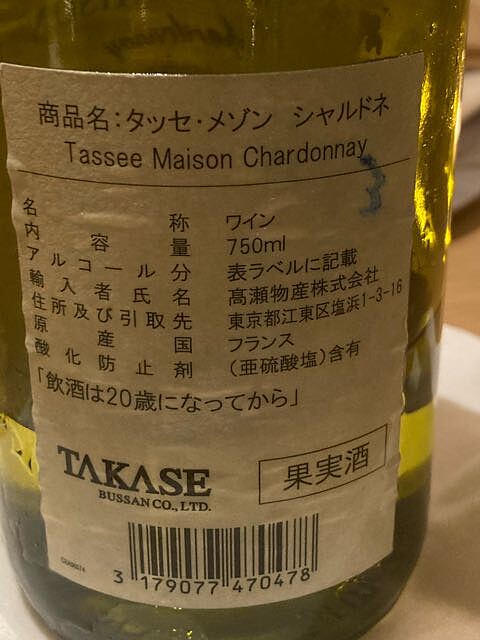 商品名:タッセ・メゾン シャルドネ
Tassee Maison Chardonnay
名称 ワイン
内容量 750ml
アルコール分 表ラベルに記載
輸入者氏名 高瀬物産株式会社
住所及び引取先 東京都江東区塩浜1-3-16
原産国 フランス
酸化防止剤 (亜硫酸塩)含有
「飲酒は20歳になってから」
TAKASE
BUSSAN CO., LTD.
果実酒
3 179077 470478